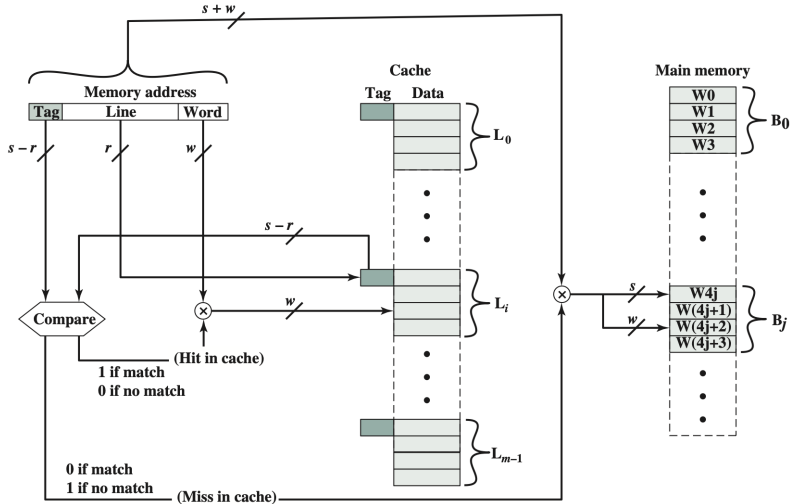 s + w
Cache
Main memory
Memory address
Tag Data
Tag Line Word
W0
W1
W2
W3
B0
L0
s – r
r
w
s – r
Li
w
Compare
(Hit in cache)
1 if match
0 if no match
s
w
W4j
W(4j+1)
W(4j+2)
W(4j+3)
Bj
Lm–1
0 if match
1 if no match
(Miss in cache)